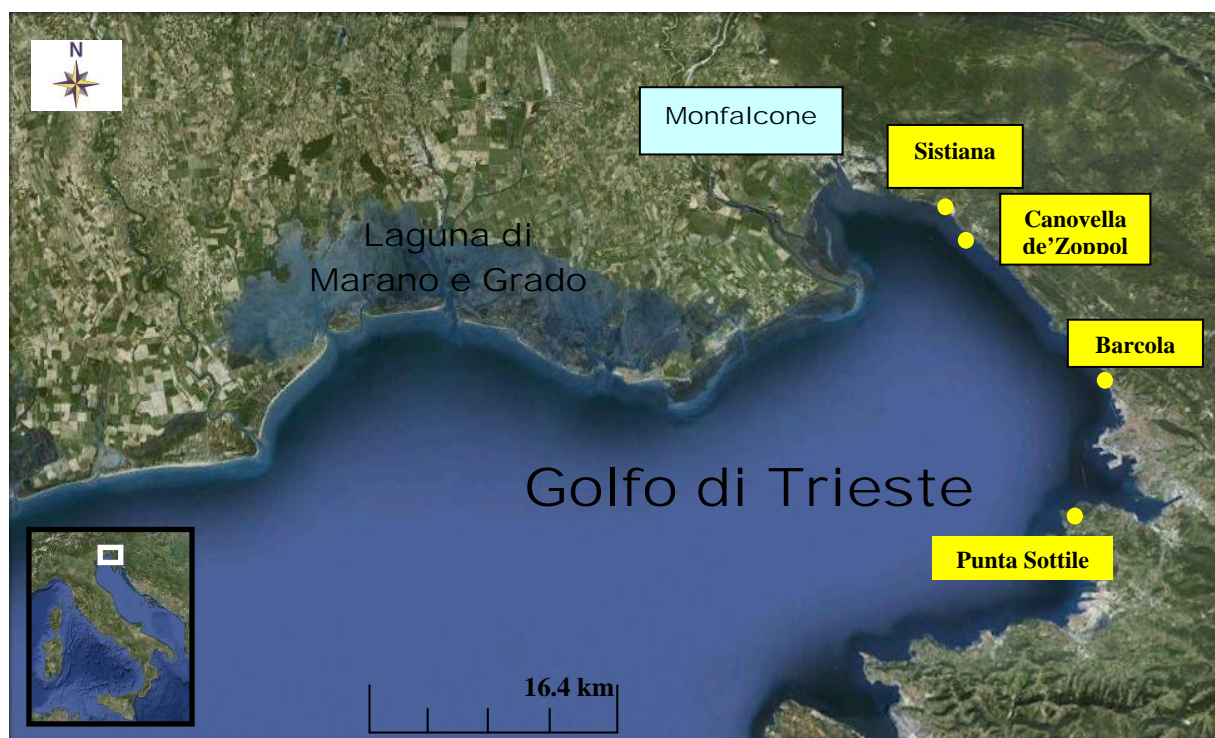 N
Monfalcone
Sistiana
Canovella
de'Zoppol
Laguna di
Marano e Grado
Barcola
Golfo di Trieste
Punta Sottile
16.4 km